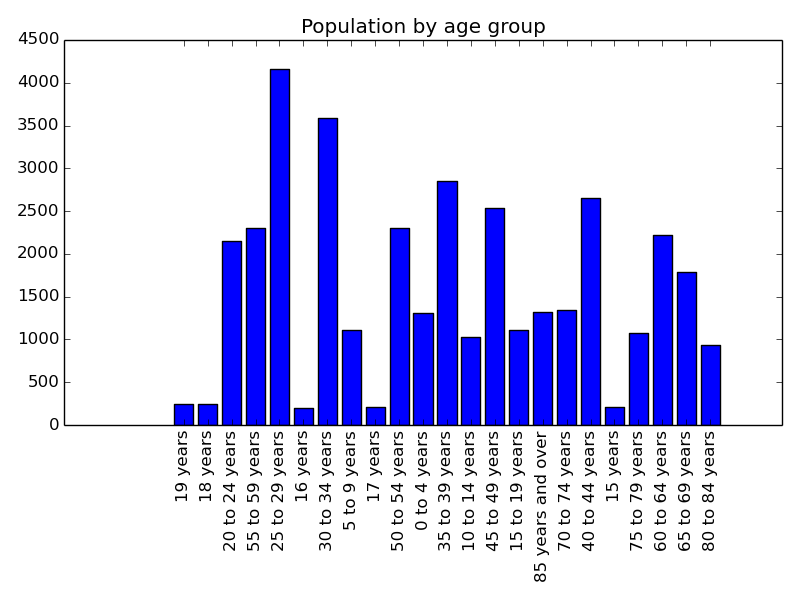 Population by age group
4500
4000
3500
3000
2500
2000
1500
1000
500
0
19 years
18 years
20 to 24 years
55 to 59 years
25 to 29 years
16 years
30 to 34 years
5 to 9 years
17 years
50 to 54 years
0 to 4 years
35 to 39 years
10 to 14 years
45 to 49 years
15 to 19 years
85 years and over
70 to 74 years
40 to 44 years
15 years
75 to 79 years
60 to 64 years
65 to 69 years
80 to 84 years